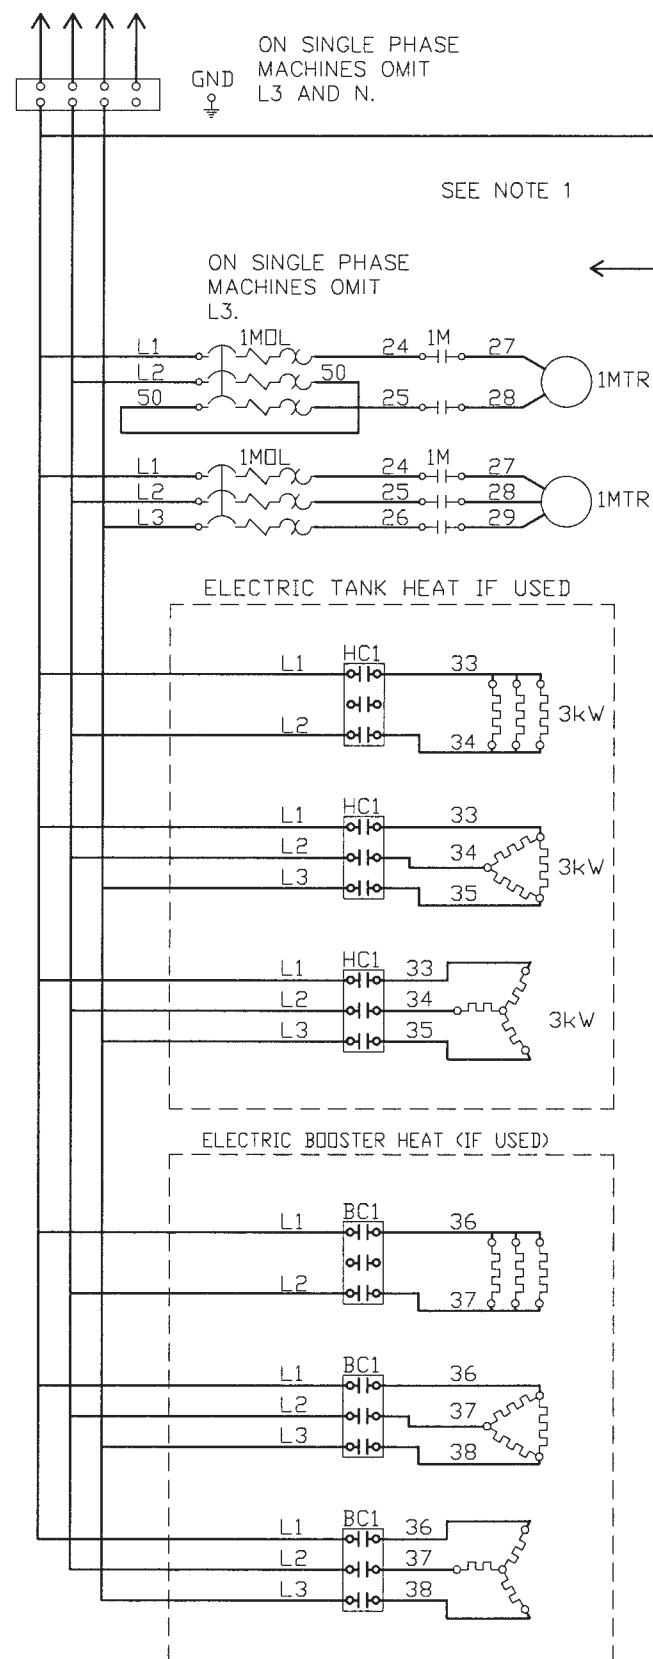 GND
ON SINGLE PHASE
MACHINES OMIT
L3 AND N.
SEE NOTE 1
ON SINGLE PHASE
MACHINES OMIT
L3.
L1 1MOL 24 1M 27
L2 50
50 25 28
1MTR
L1 1MOL 24 1M 27
L2 25 28
L3 26 29
1MTR
ELECTRIC TANK HEAT IF USED
L1 HC1 33
L2 34
3kW
L1 HC1 33
L2 34
L3 35
3kW
L1 HC1 33
L2 34
L3 35
3kW
ELECTRIC BOOSTER HEAT (IF USED)
L1 BC1 36
L2 37
L1 BC1 36
L2 37
L3 38
L1 BC1 36
L2 37
L3 38